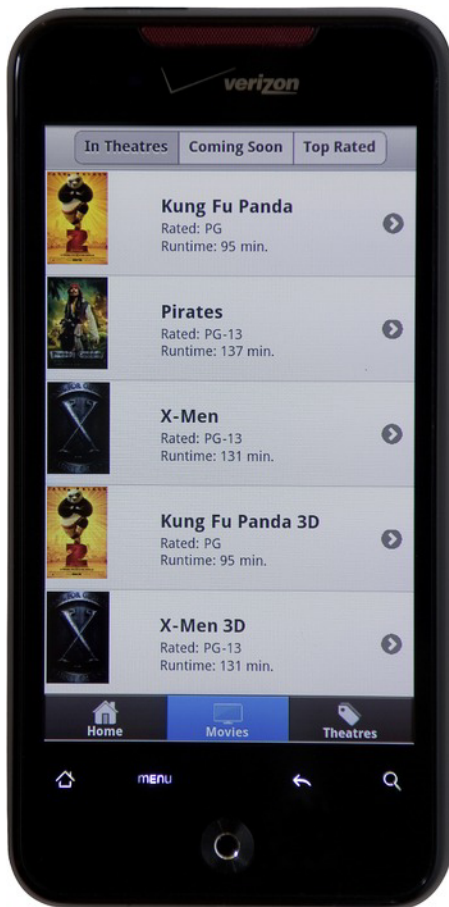 verizon
In Theatres Coming Soon Top Rated
Kung Fu Panda
Rated: PG
Runtime: 95 min.
2
Pirates
Rated: PG-13
Runtime: 137 min.
X-Men
Rated: PG-13
Runtime: 131 min.
Kung Fu Panda 3D
Rated: PG
Runtime: 95 min.
2
X-Men 3D
Rated: PG-13
Runtime: 131 min.
Home Movies Theatres
MENU